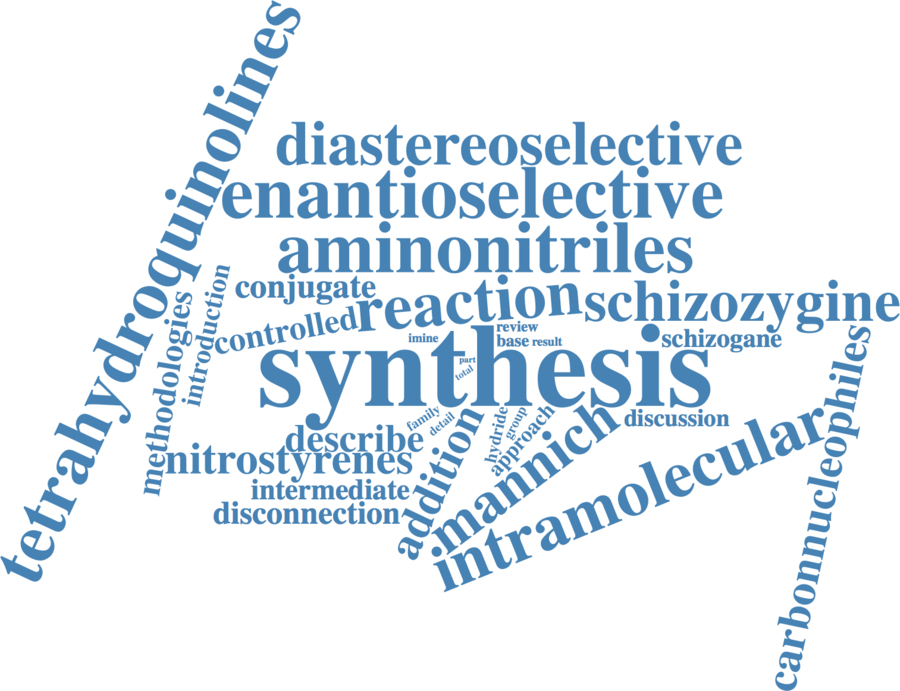 tetrahydroquinolines
diastereoselective
enantioselective
aminonitriles
conjugate
reaction
schizozygine
controlled
introduction
methodologies
imine
review
base
result
schizogane
synthesis
part
total
carbonnucleophiles
family
detail
hydride
group
approach
discussion
describe
nitrostyrenes
addition
mannich
intramolecular
intermediate
disconnection